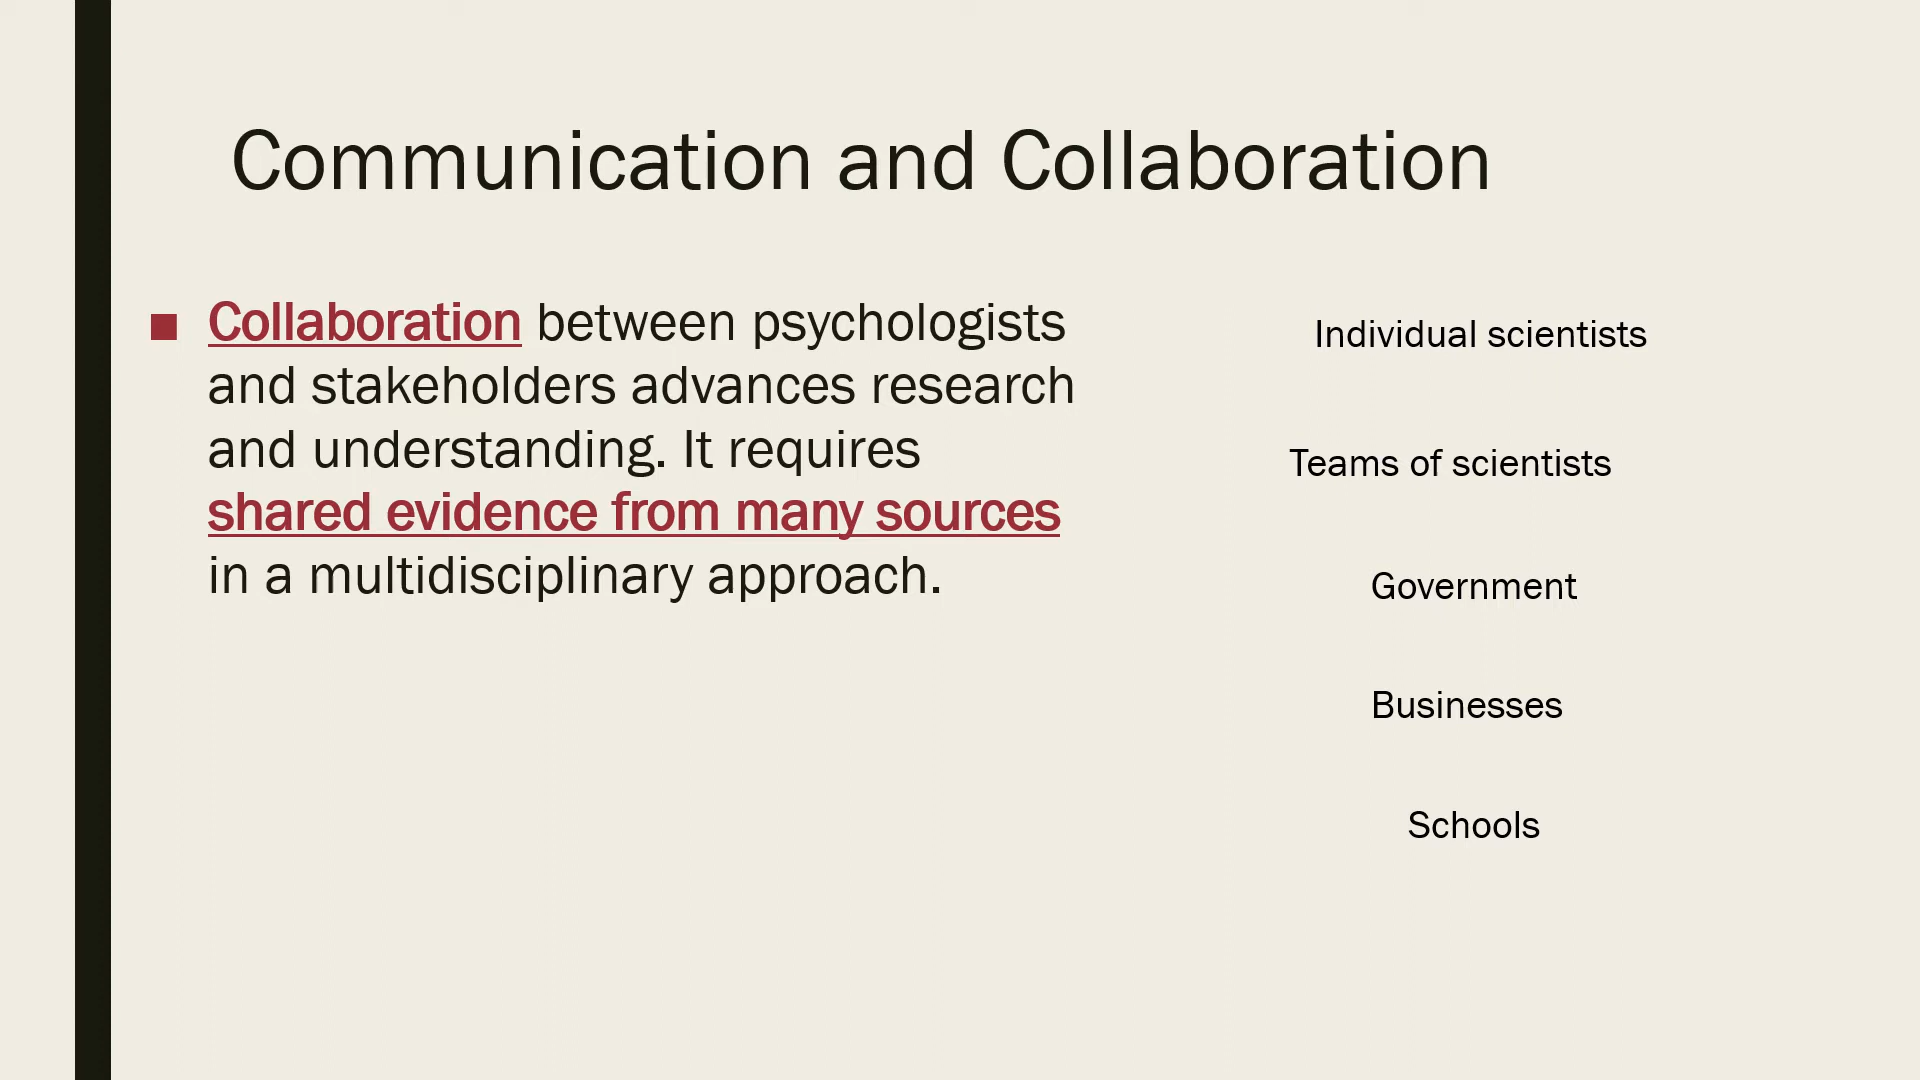 Communication and Collaboration
Collaboration between psychologists
and stakeholders advances research
and understanding. It requires
shared evidence from many sources
in a multidisciplinary approach.
Individual scientists
Teams of scientists
Government
Businesses
Schools